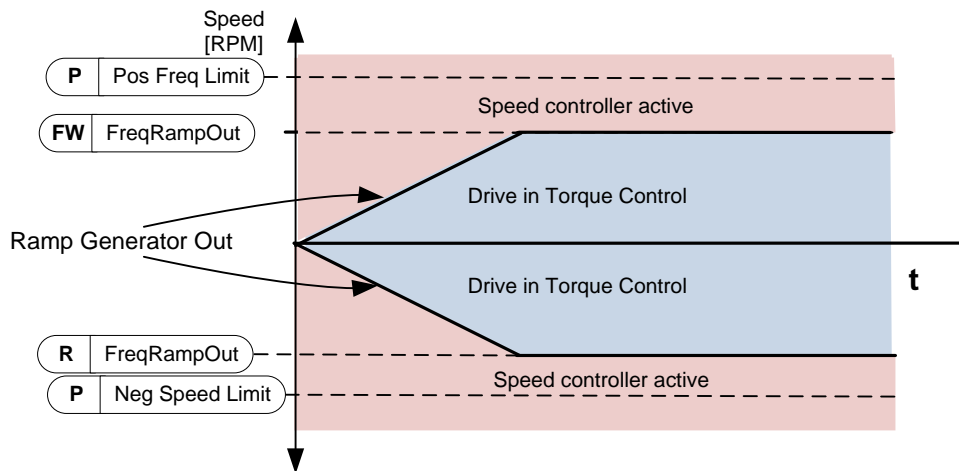 Speed
[RPM]
P Pos Freq Limit
Speed controller active
FW FreqRampOut
Drive in Torque Control
Ramp Generator Out
Drive in Torque Control
t
R FreqRampOut
Speed controller active
P Neg Speed Limit